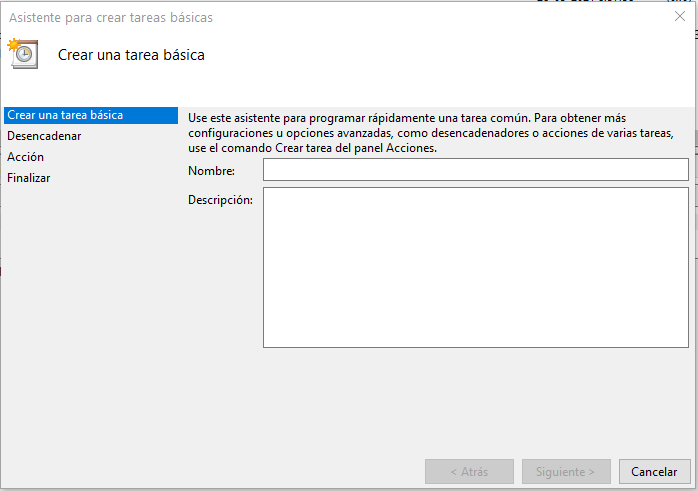 Asistente para crear tareas básicas
Crear una tarea básica
Crear una tarea básica
Desencadenar
Acción
Finalizar
Use este asistente para programar rápidamente una tarea común. Para obtener más
configuraciones u opciones avanzadas, como desencadenadores o acciones de varias tareas,
use el comando Crear tarea del panel Acciones.
Nombre:
Descripción:
< Atrás
Siguiente >
Cancelar